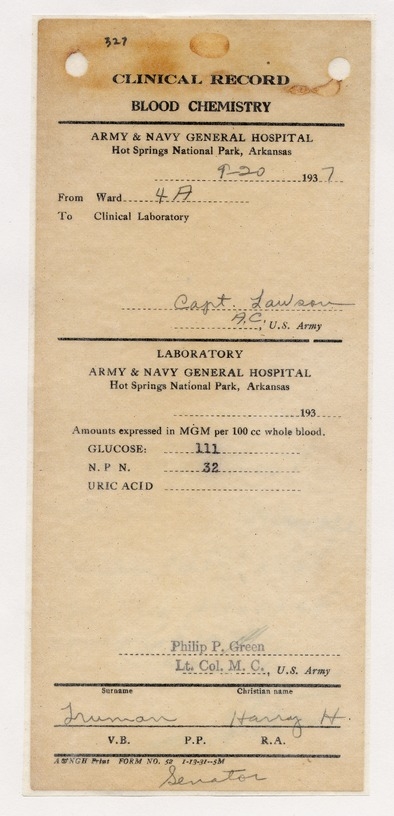 327
CLINICAL RECORD
BLOOD CHEMISTRY
ARMY & NAVY GENERAL HOSPITAL
Hot Springs National Park, Arkansas
9-20 1937
From Ward 4A
To Clinical Laboratory
Capt. Lawson
A.C., U.S. Army
LABORATORY
ARMY & NAVY GENERAL HOSPITAL
Hot Springs National Park, Arkansas
193
Amounts expressed in MGM per 100 cc whole blood.
GLUCOSE: 111
N. P. N. 32
URIC ACID
Philip P. Green
Lt. Col. M. C., U.S. Army
Surname Christian name
Truman Harry H.
V.B. P.P. R.A.
A&NGH Print FORM NO. 52 1-13-31--5M
Senator